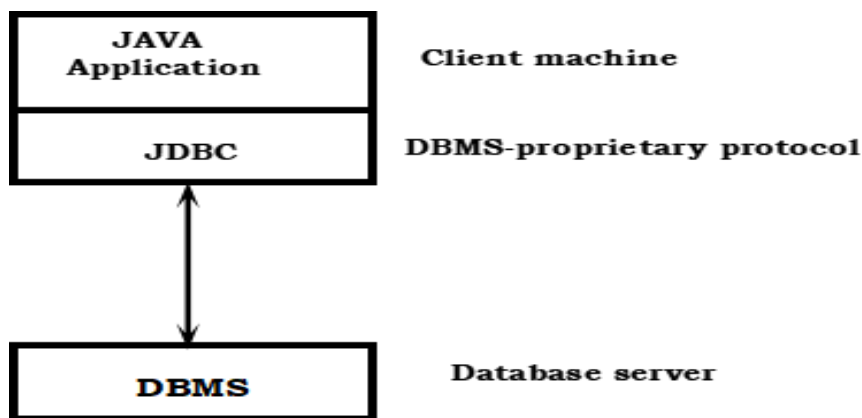 JAVA
Application
Client machine
JDBC
DBMS-proprietary protocol
DBMS
Database server